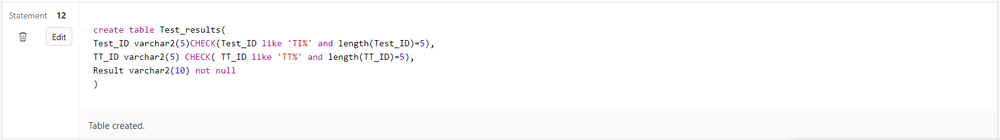 Statement 12
Edit
create table Test_results(
Test_ID varchar2(5)CHECK(Test_ID like 'TI%' and length(Test_ID)=5),
TT_ID varchar2(5) CHECK( TT_ID like 'TT%' and length(TT_ID)=5),
Result varchar2(10) not null
)
Table created.